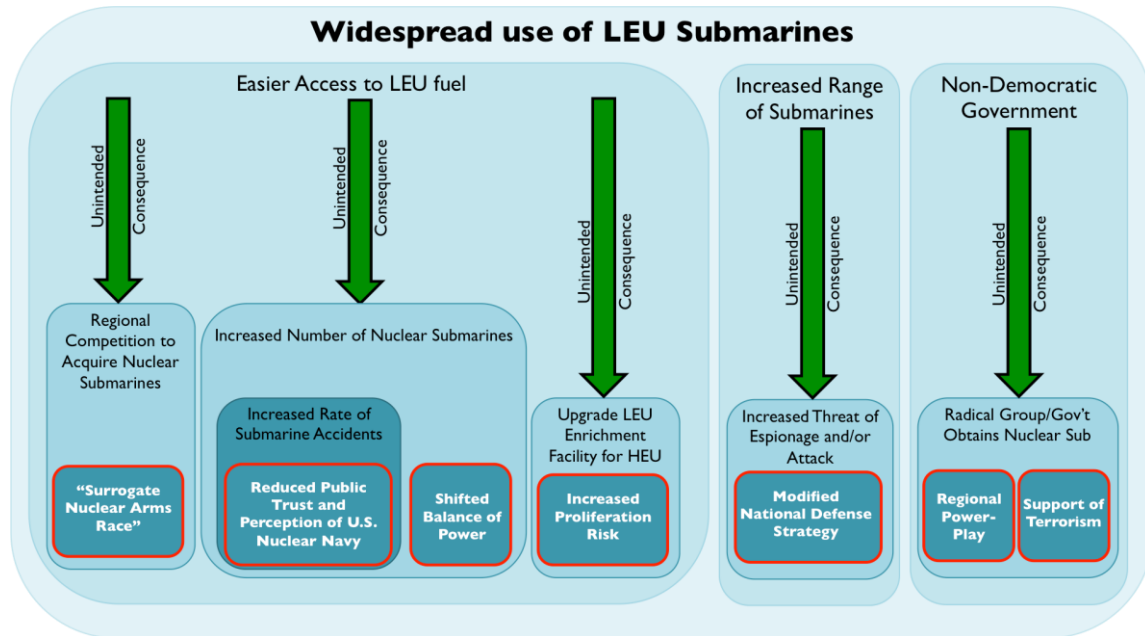 Widespread use of LEU Submarines
Easier Access to LEU fuel
Unintended
Consequence
Regional
Competition to
Acquire Nuclear
Submarines
“Surrogate
Nuclear Arms
Race”
Unintended
Consequence
Increased Number of Nuclear Submarines
Increased Rate of
Submarine Accidents
Reduced Public
Trust and
Perception of U.S.
Nuclear Navy
Shifted
Balance of
Power
Unintended
Consequence
Upgrade LEU
Enrichment
Facility for HEU
Increased
Proliferation
Risk
Increased Range
of Submarines
Unintended
Consequence
Increased Threat of
Espionage and/or
Attack
Modified
National Defense
Strategy
Non-Democratic
Government
Unintended
Consequence
Radical Group/Gov’t
Obtains Nuclear Sub
Regional
Power-
Play
Support of
Terrorism